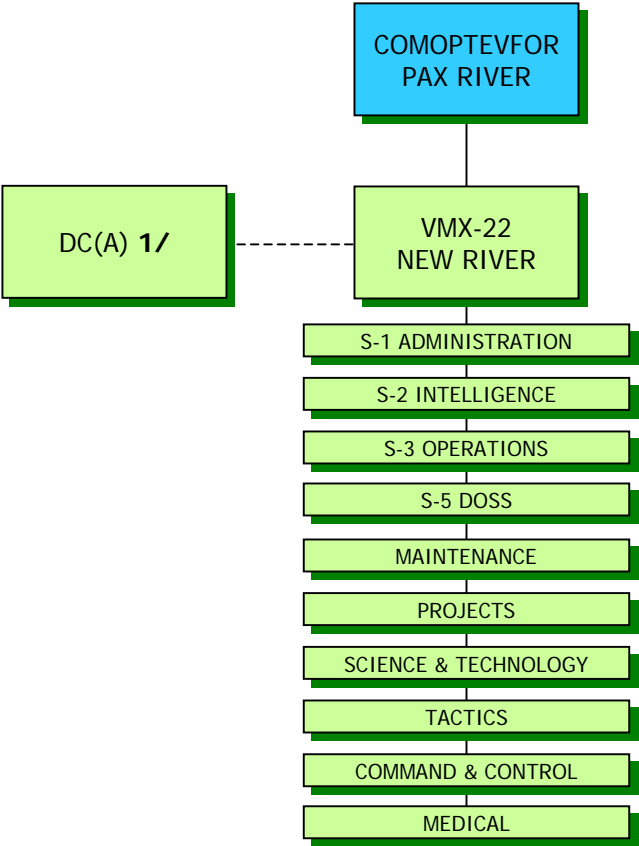 COMOPTEVFOR
PAX RIVER
DC(A) 1/
VMX-22
NEW RIVER
S-1 ADMINISTRATION
S-2 INTELLIGENCE
S-3 OPERATIONS
S-5 DOSS
MAINTENANCE
PROJECTS
SCIENCE & TECHNOLOGY
TACTICS
COMMAND & CONTROL
MEDICAL